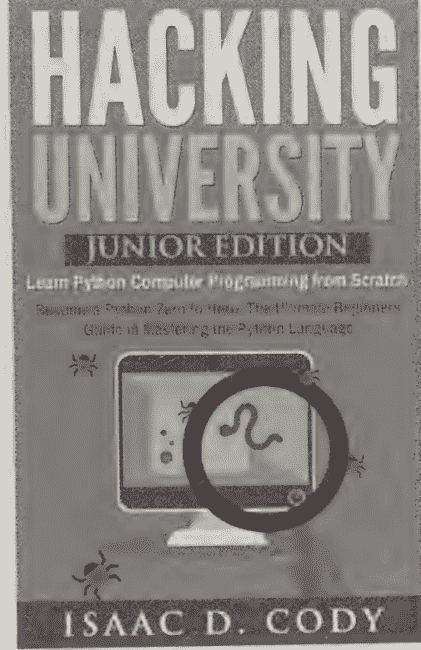 HACKING
UNIVERSITY
JUNIOR EDITION
Learn Python Computer Programming from Scratch
Become a Python Zero to Hero. The Ultimate Beginners
Guide in Mastering the Python Language
ISAAC D. CODY